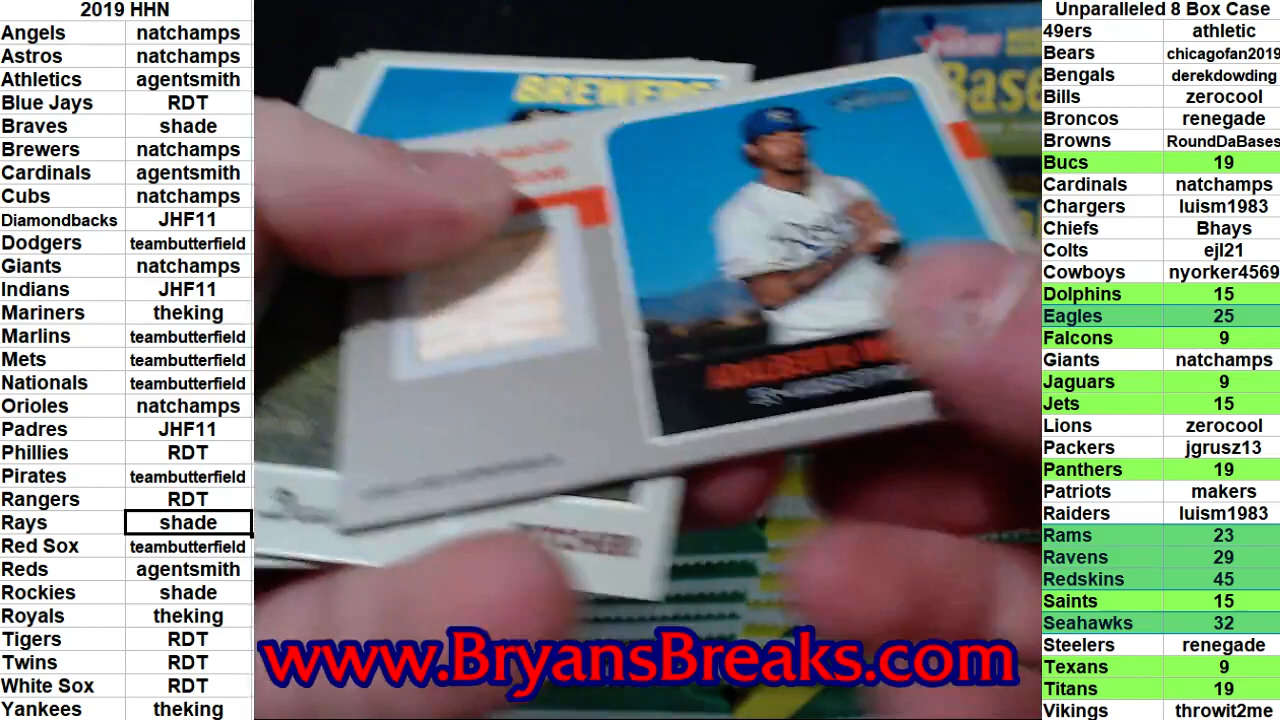 2019 HHN
Angels natchamps
Astros natchamps
Athletics agentsmith
Blue Jays RDT
Braves shade
Brewers natchamps
Cardinals agentsmith
Cubs natchamps
Diamondbacks JHF11
Dodgers teambutterfield
Giants natchamps
Indians JHF11
Mariners theking
Marlins teambutterfield
Mets teambutterfield
Nationals teambutterfield
Orioles natchamps
Padres JHF11
Phillies RDT
Pirates teambutterfield
Rangers RDT
Rays shade
Red Sox teambutterfield
Reds agentsmith
Rockies shade
Royals theking
Tigers RDT
Twins RDT
White Sox RDT
Yankees theking
BREWERS
Base
PITCHER
www.BryansBreaks.com
Unparalleled 8 Box Case
49ers athletic
Bears chicagofan2019
Bengals derekdowding
Bills zerocool
Broncos renegade
Browns RoundDaBases
Bucs 19
Cardinals natchamps
Chargers luism1983
Chiefs Bhays
Colts ejl21
Cowboys nyorker4569
Dolphins 15
Eagles 25
Falcons 9
Giants natchamps
Jaguars 9
Jets 15
Lions zerocool
Packers jgrusz13
Panthers 19
Patriots makers
Raiders luism1983
Rams 23
Ravens 29
Redskins 45
Saints 15
Seahawks 32
Steelers renegade
Texans 9
Titans 19
Vikings throwit2me